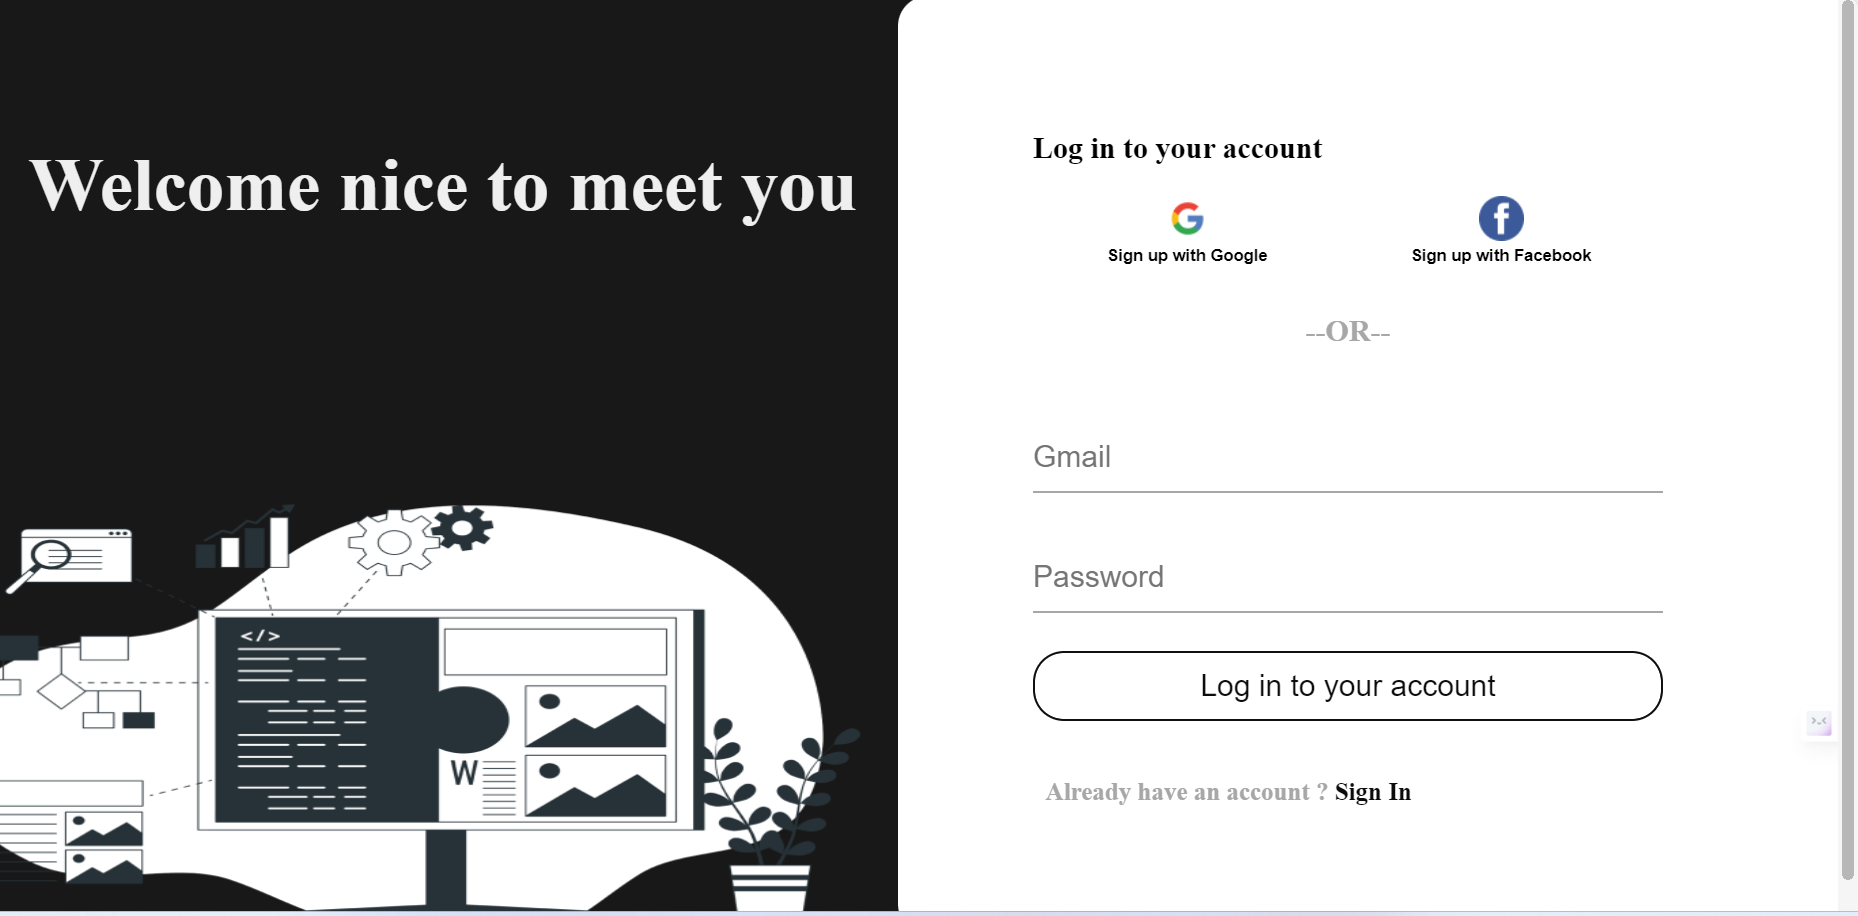 Welcome nice to meet you
</>
W
Log in to your account
Sign up with Google
Sign up with Facebook
--OR--
Gmail
Password
Log in to your account
Already have an account ? Sign In